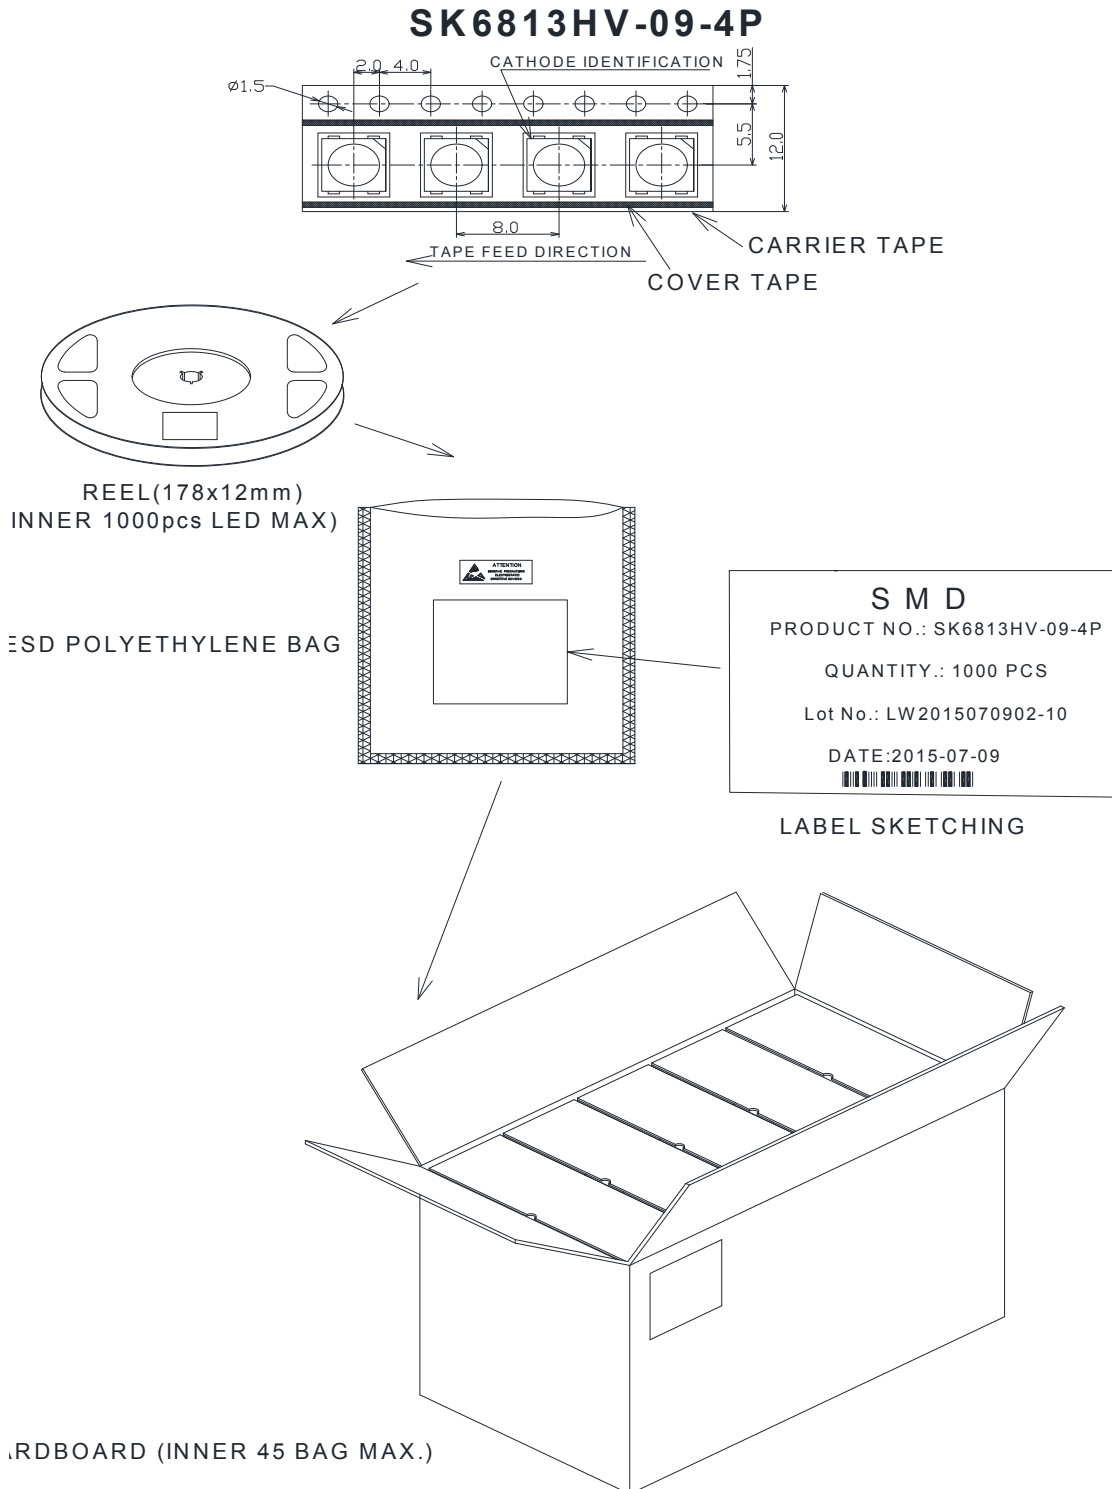 SK6813HV-09-4P
2.0 4.0
CATHODE IDENTIFICATION
1.75
ø1.5
5.5
12.0
8.0
TAPE FEED DIRECTION
CARRIER TAPE
COVER TAPE
REEL(178x12mm)
INNER 1000pcs LED MAX)
ATTENTION
S M D
PRODUCT NO.: SK6813HV-09-4P
ESD POLYETHYLENE BAG
QUANTITY.: 1000 PCS
Lot No.: LW2015070902-10
DATE:2015-07-09
LABEL SKETCHING
ARDBOARD (INNER 45 BAG MAX.)